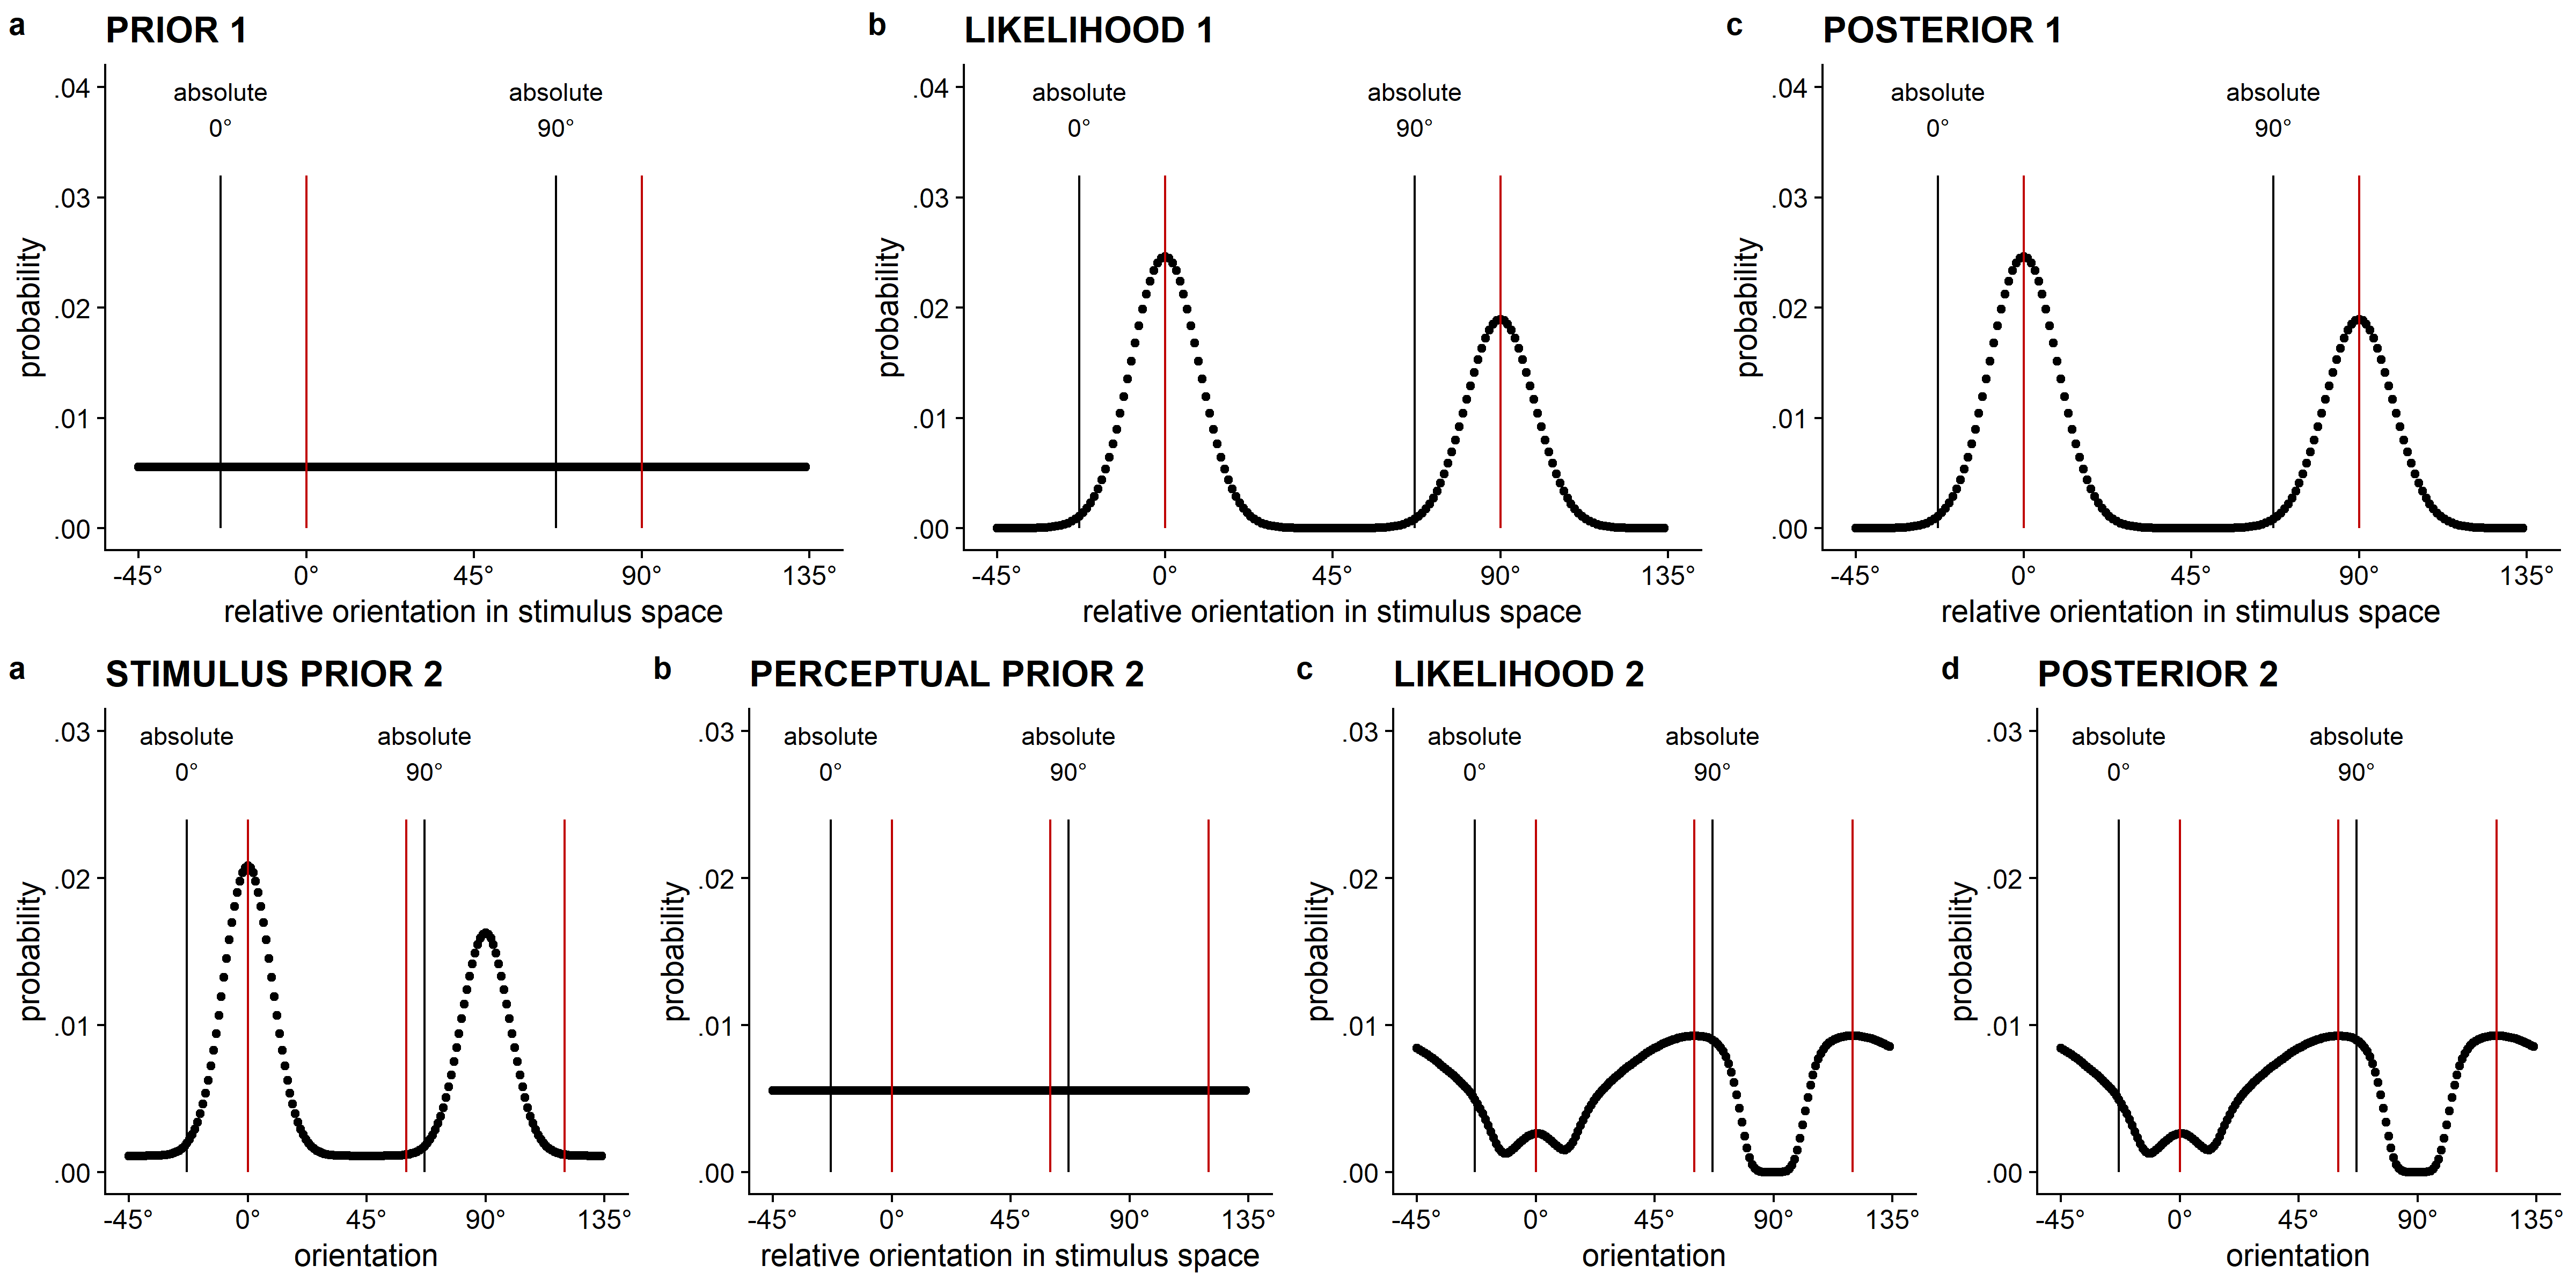 a PRIOR 1
absolute 0°
absolute 90°
.04
.03
.02
.01
.00
probability
-45° 0° 45° 90° 135°
relative orientation in stimulus space
b LIKELIHOOD 1
absolute 0°
absolute 90°
.04
.03
.02
.01
.00
probability
-45° 0° 45° 90° 135°
relative orientation in stimulus space
c POSTERIOR 1
absolute 0°
absolute 90°
.04
.03
.02
.01
.00
probability
-45° 0° 45° 90° 135°
relative orientation in stimulus space
a STIMULUS PRIOR 2
absolute 0°
absolute 90°
.03
.02
.01
.00
probability
-45° 0° 45° 90° 135°
orientation
b PERCEPTUAL PRIOR 2
absolute 0°
absolute 90°
.03
.02
.01
.00
probability
-45° 0° 45° 90° 135°
relative orientation in stimulus space
c LIKELIHOOD 2
absolute 0°
absolute 90°
.03
.02
.01
.00
probability
-45° 0° 45° 90° 135°
orientation
d POSTERIOR 2
absolute 0°
absolute 90°
.03
.02
.01
.00
probability
-45° 0° 45° 90° 135°
orientation